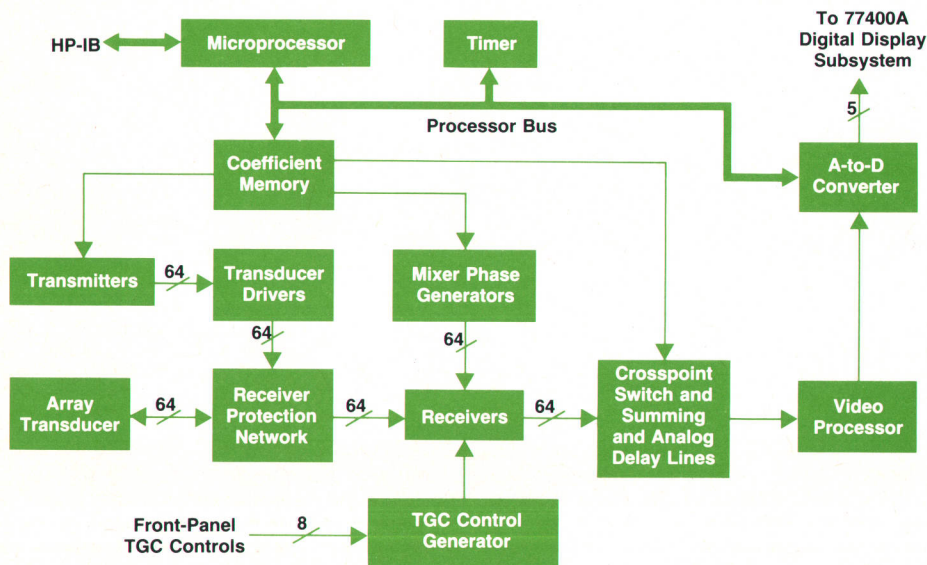 HP-IB
Microprocessor
Timer
To 77400A
Digital Display
Subsystem
5
Processor Bus
Coefficient
Memory
A-to-D
Converter
Transmitters
64
Transducer
Drivers
Mixer Phase
Generators
64
64
Array
Transducer
64
Receiver
Protection
Network
64
Receivers
64
Crosspoint
Switch and
Summing
and Analog
Delay Lines
Video
Processor
Front-Panel
TGC Controls
8
TGC Control
Generator